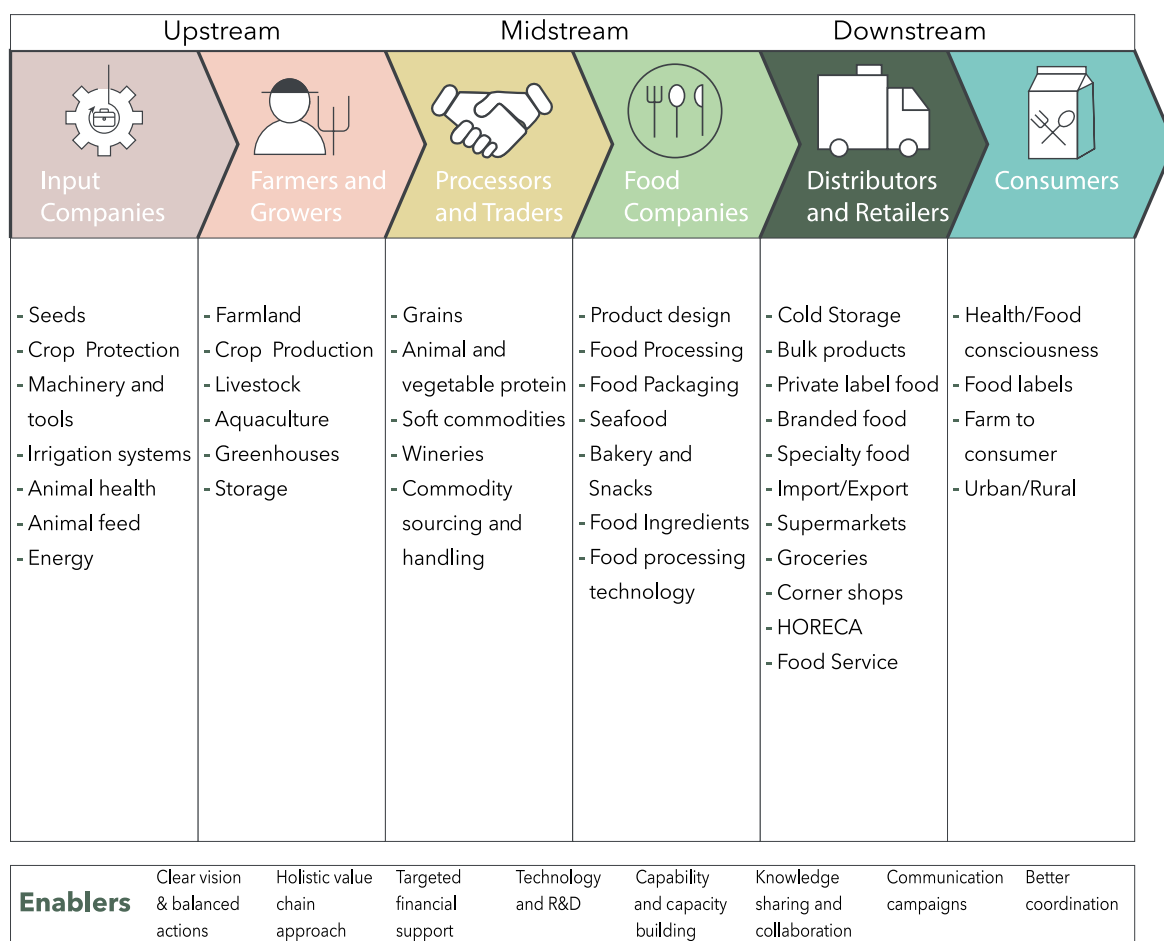 Upstream
Midstream
Downstream
Input
Companies
Farmers and
Growers
Processors
and Traders
Food
Companies
Distributors
and Retailers
Consumers
- Seeds
- Crop Protection
- Machinery and
tools
- Irrigation systems
- Animal health
- Animal feed
- Energy
- Farmland
- Crop Production
- Livestock
- Aquaculture
- Greenhouses
- Storage
- Grains
- Animal and
vegetable protein
- Soft commodities
- Wineries
- Commodity
sourcing and
handling
- Product design
- Food Processing
- Food Packaging
- Seafood
- Bakery and
Snacks
- Food Ingredients
- Food processing
technology
- Cold Storage
- Bulk products
- Private label food
- Branded food
- Specialty food
- Import/Export
- Supermarkets
- Groceries
- Corner shops
- HORECA
- Food Service
- Health/Food
consciousness
- Food labels
- Farm to
consumer
- Urban/Rural
Enablers
Clear vision
& balanced
actions
Holistic value
chain
approach
Targeted
financial
support
Technology
and R&D
Capability
and capacity
building
Knowledge
sharing and
collaboration
Communication
campaigns
Better
coordination